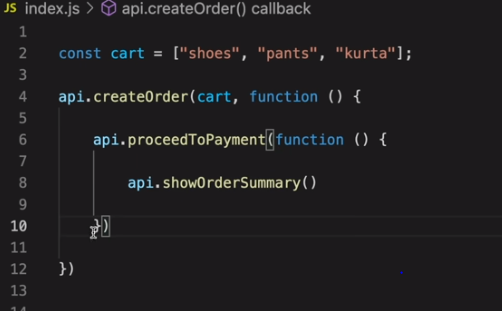 JS index.js > api.createOrder() callback
1
2 const cart = ["shoes", "pants", "kurta"];
3
4 api.createOrder(cart, function () {
5
6 api.proceedToPayment(function () {
7
8 api.showOrderSummary()
9
10 })
11
12 })
13
14